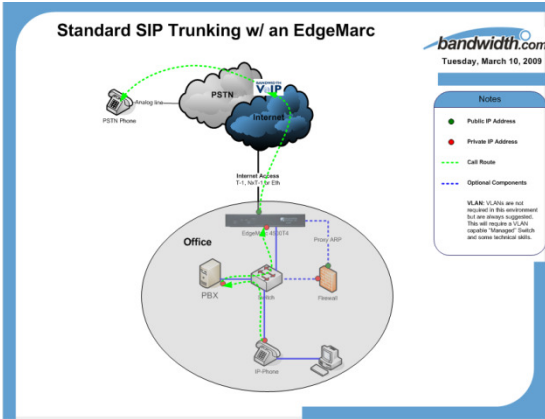 Standard SIP Trunking w/ an EdgeMarc
bandwidth.com
Tuesday, March 10, 2009
PSTN
BANDWIDTH
VoIP
Internet
Analog line
PSTN Phone
Internet Access
T-1, NxT-1 or Eth
EdgeMarc 4500T4
Office
Proxy ARP
PBX
Switch
Firewall
IP-Phone
Notes
Public IP Address
Private IP Address
Call Route
Optional Components
VLAN: VLANs are not
required in this environment
but are always suggested.
This will require a VLAN
capable "Managed" Switch
and some technical skills.